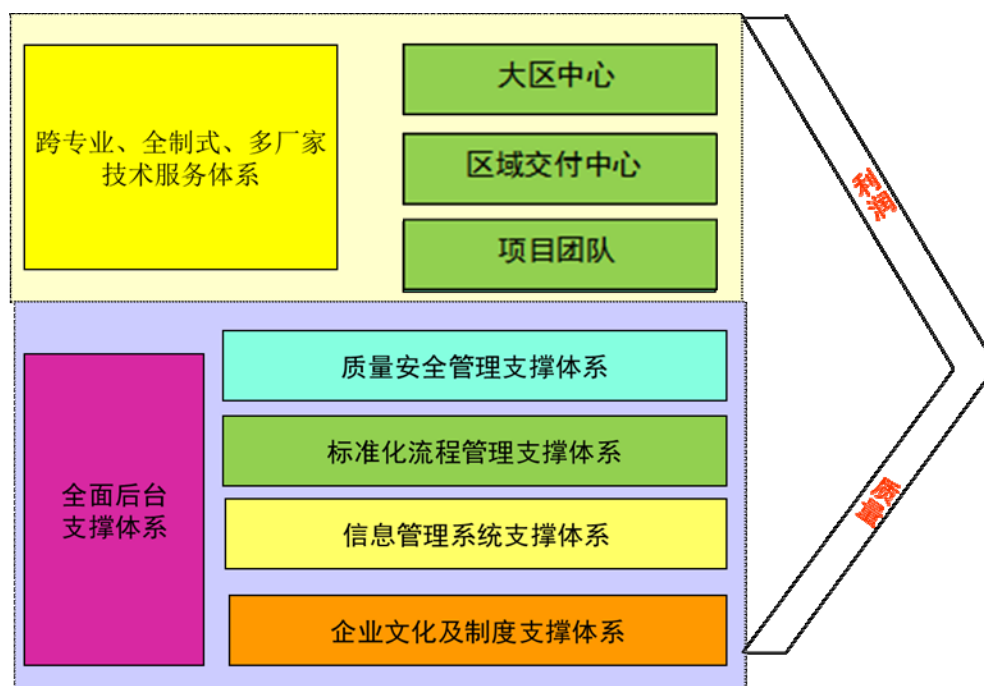 跨专业、全制式、多厂家
技术服务体系
大区中心
区域交付中心
项目团队
利润
全面后台
支撑体系
质量安全管理支撑体系
标准化流程管理支撑体系
信息管理系统支撑体系
企业文化及制度支撑体系
质量